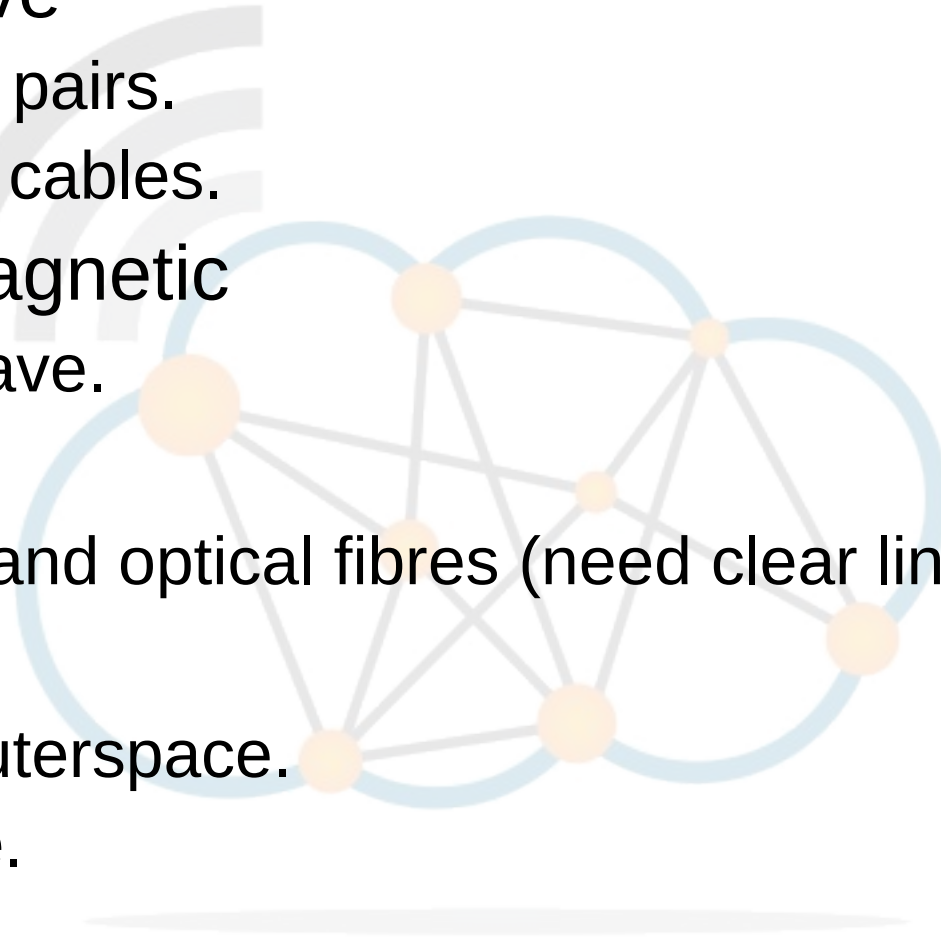 pairs.
cables.
agnetic
ave.
and optical fibres (need clear lin
uterspace.